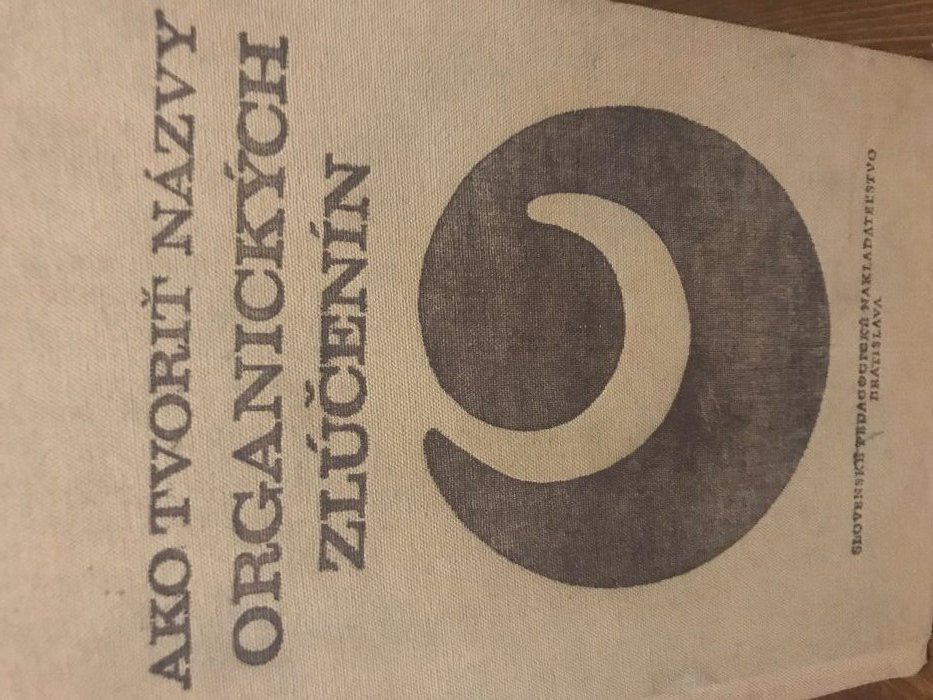 AKO TVORIŤ NÁZVY
ORGANICKÝCH
ZLÚČENÍN
SLOVENSKÉ PEDAGOGICKÉ NAKLADATEĽSTVO
BRATISLAVA